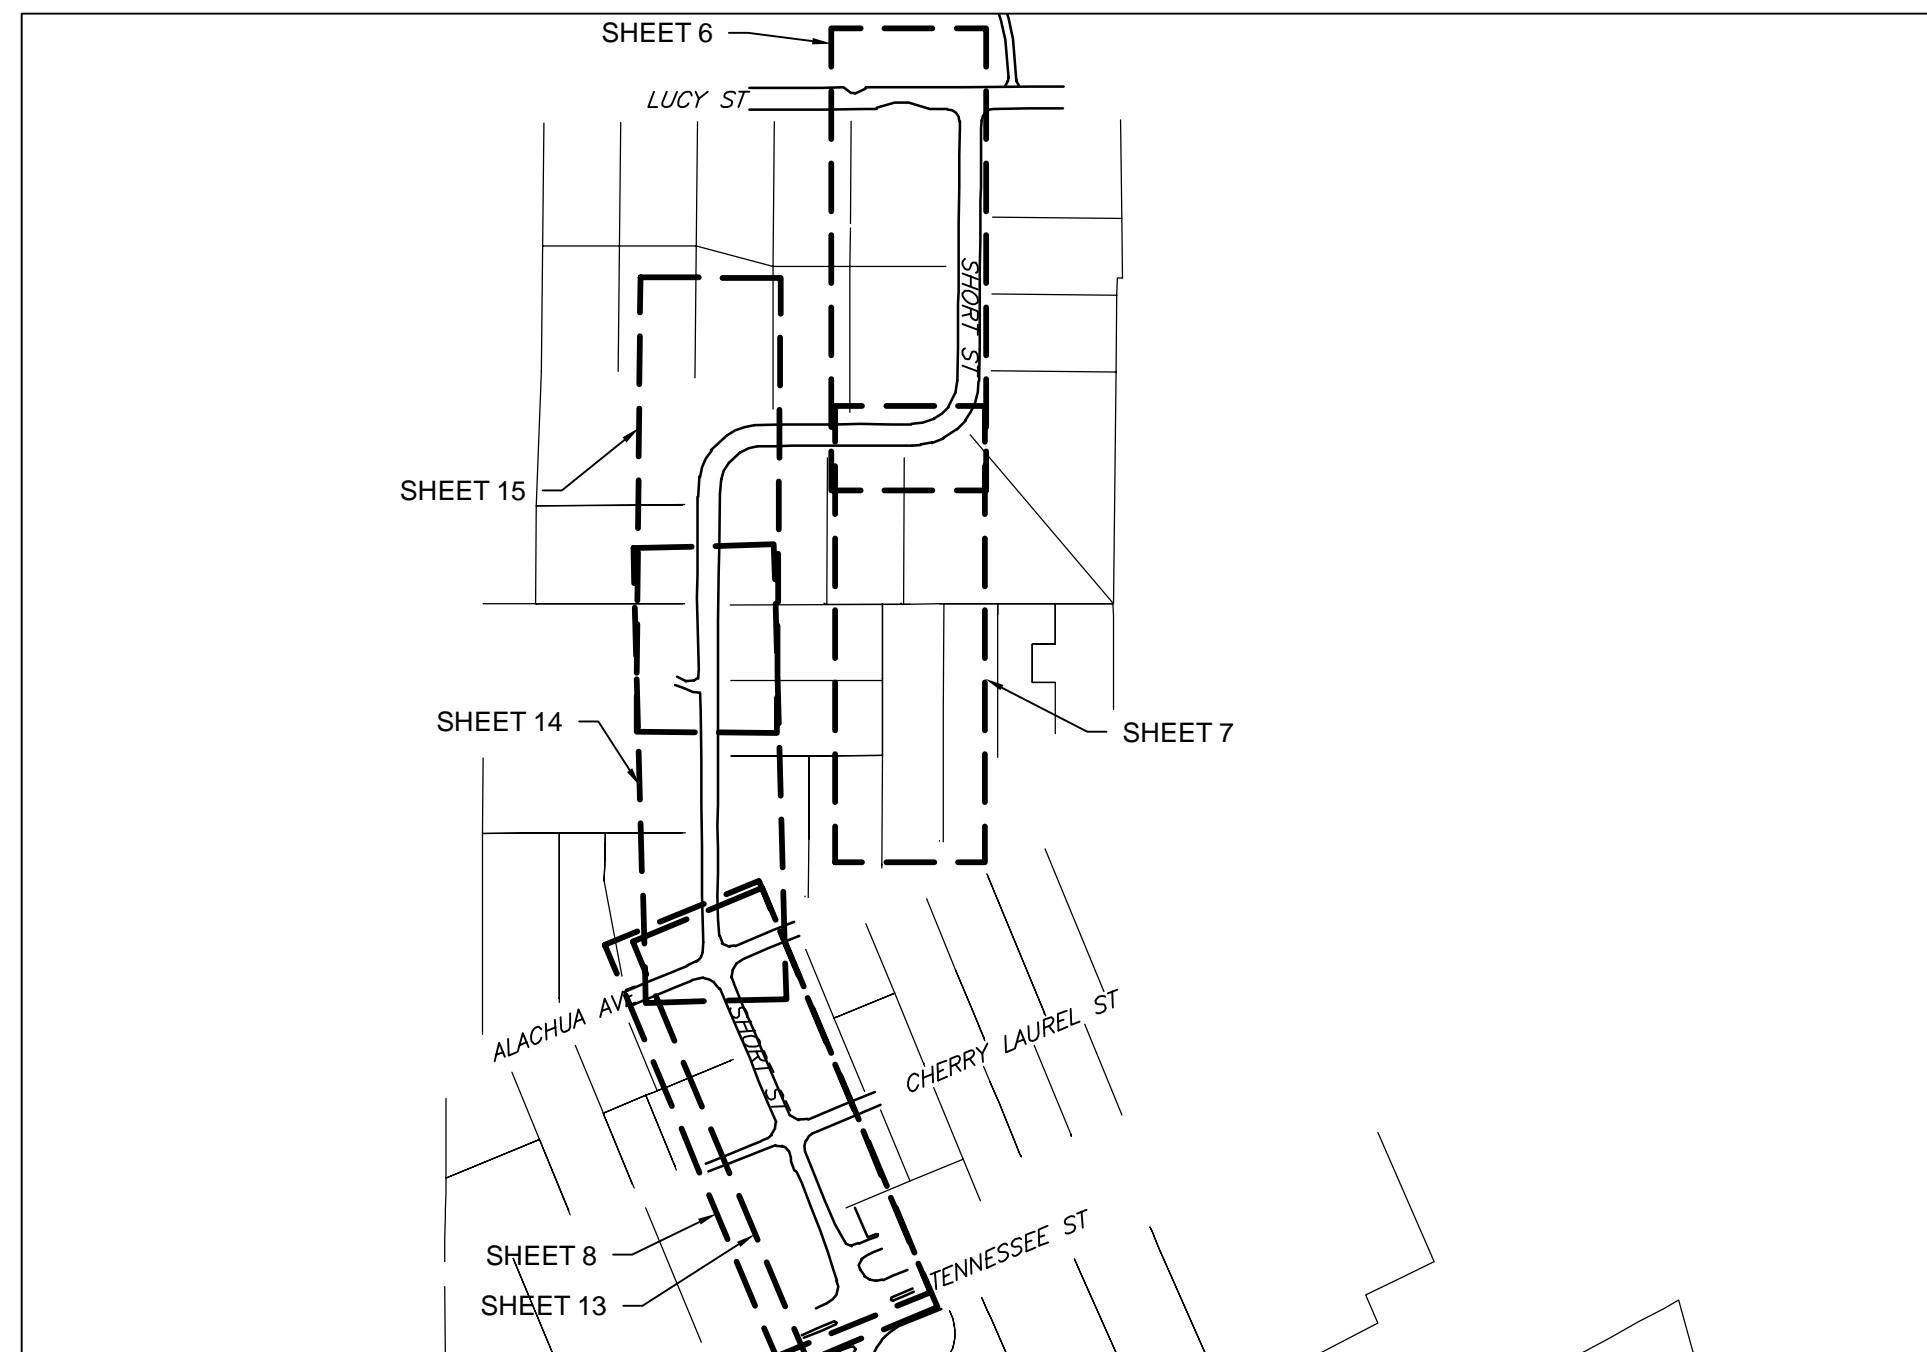 SHEET 6
LUCY ST
SHORT ST
SHEET 15
SHEET 14
SHEET 7
ALACHUA AVE
SHORT ST
CHERRY LAUREL ST
TENNESSEE ST
SHEET 8
SHEET 13